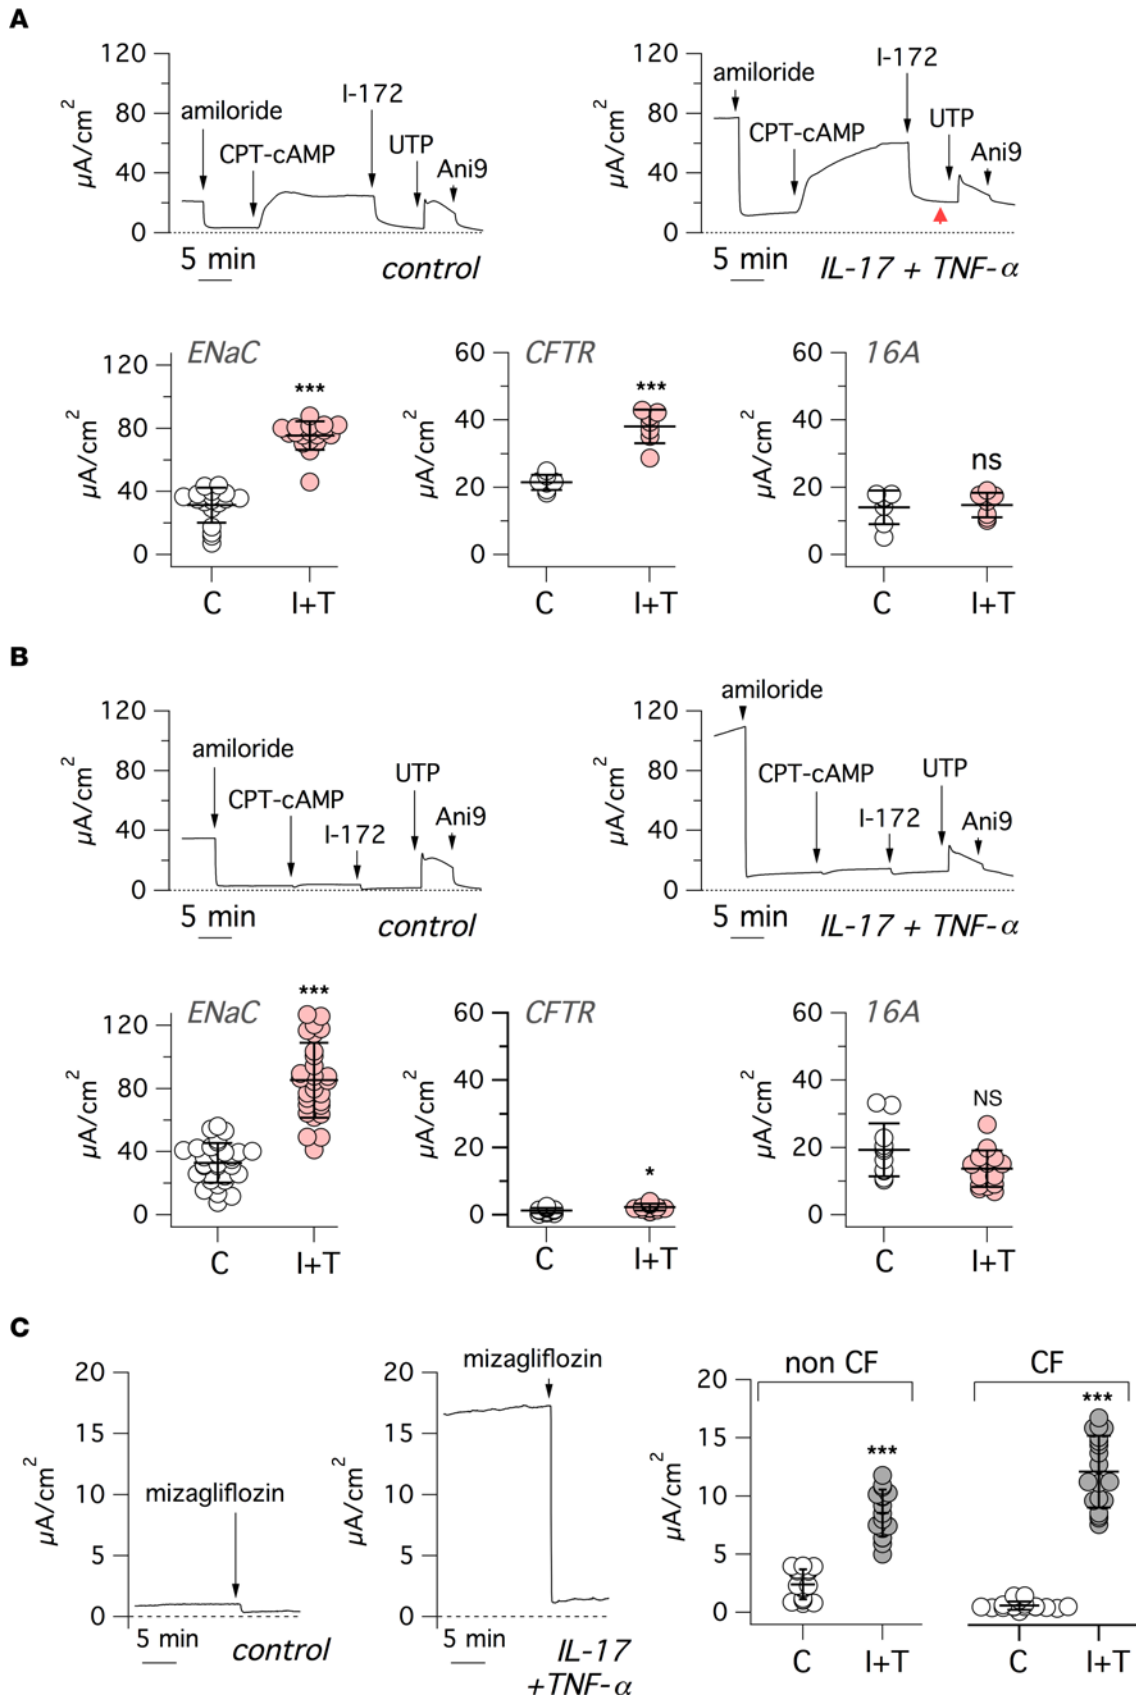 A
120
80
40
0
µA/cm2
amiloride
CPT-cAMP
I-172
UTP
Ani9
5 min
control
120
80
40
0
µA/cm2
amiloride
CPT-cAMP
I-172
UTP
Ani9
5 min
IL-17 + TNF-α
ENaC
120
80
40
0
µA/cm2
***
C
I+T
CFTR
60
40
20
0
µA/cm2
***
C
I+T
16A
60
40
20
0
µA/cm2
ns
C
I+T
B
120
80
40
0
µA/cm2
amiloride
CPT-cAMP
I-172
UTP
Ani9
5 min
control
120
80
40
0
µA/cm2
amiloride
CPT-cAMP
I-172
UTP
Ani9
5 min
IL-17 + TNF-α
ENaC
120
80
40
0
µA/cm2
***
C
I+T
CFTR
60
40
20
0
µA/cm2
*
C
I+T
16A
60
40
20
0
µA/cm2
NS
C
I+T
C
20
15
10
5
0
µA/cm2
mizagliflozin
5 min
control
20
15
10
5
0
µA/cm2
mizagliflozin
5 min
IL-17
+TNF-α
non CF
CF
20
15
10
5
0
µA/cm2
***
***
C
I+T
C
I+T